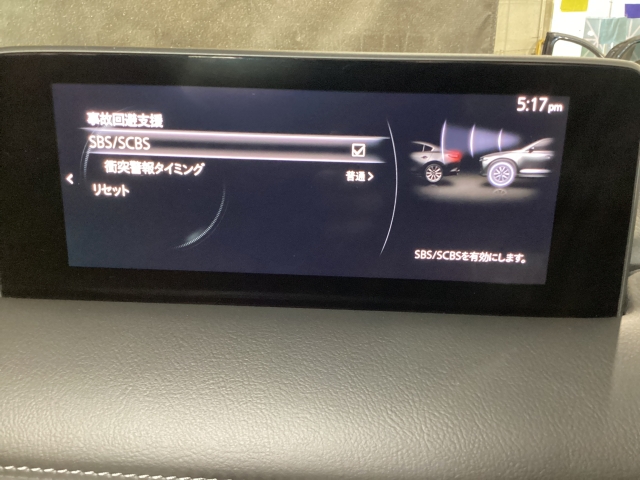 5:17pm
事故回避支援
SBS/SCBS
衝突警報タイミング
普通
リセット
SBS/SCBSを有効にします。